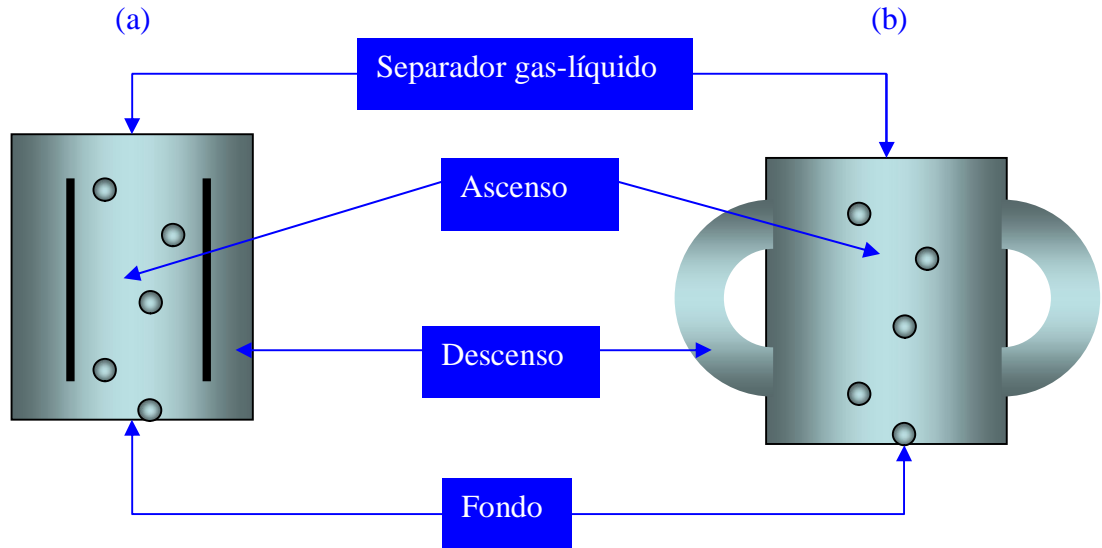 (a)
(b)
Separador gas-líquido
Ascenso
Descenso
Fondo